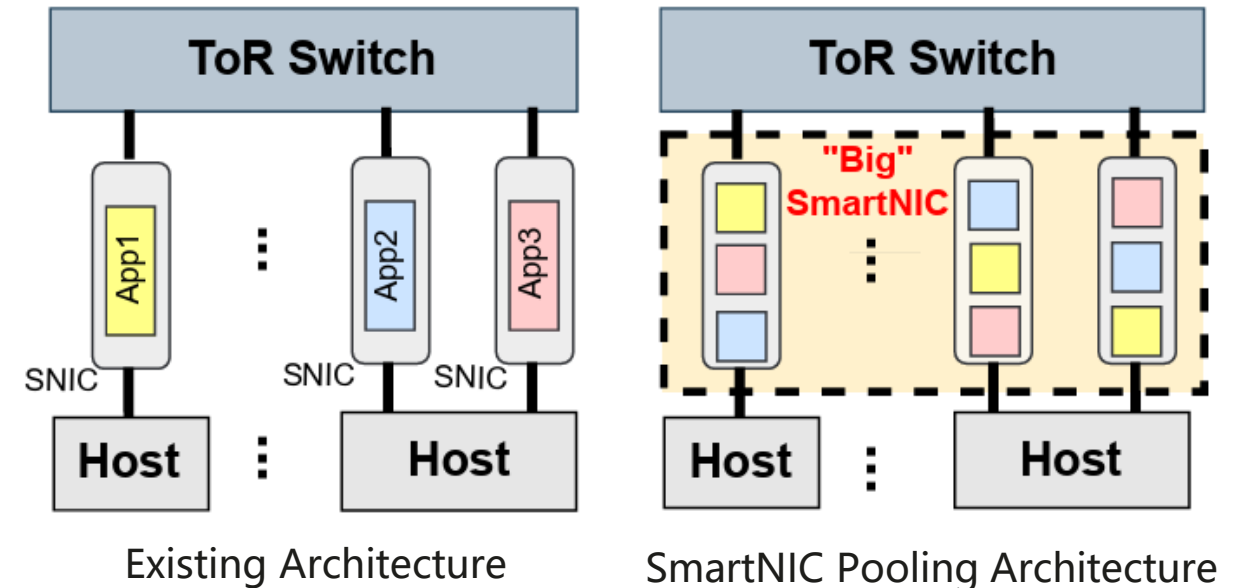 ToR Switch
App1
App2
App3
SNIC
SNIC
SNIC
Host
Host
Existing Architecture
ToR Switch
"Big"
SmartNIC
Host
Host
SmartNIC Pooling Architecture